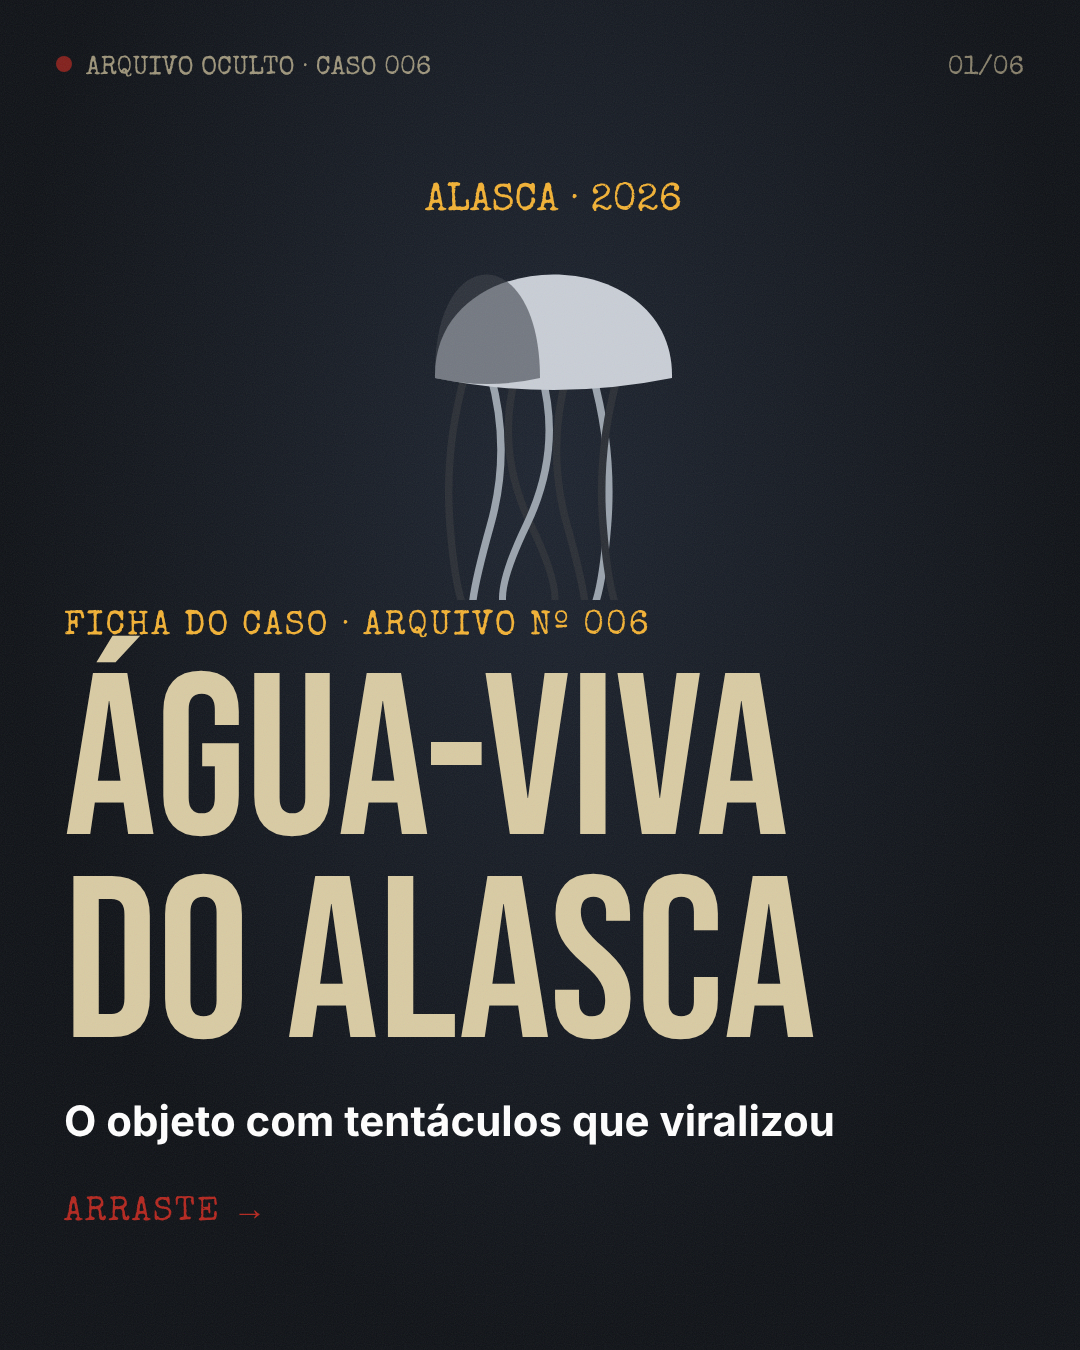 ARQUIVO OCULTO · CASO 006
01/06
ALASCA · 2026
FICHA DO CASO · ARQUIVO Nº 006
ÁGUA-VIVA
DO ALASCA
O objeto com tentáculos que viralizou
ARRASTE →